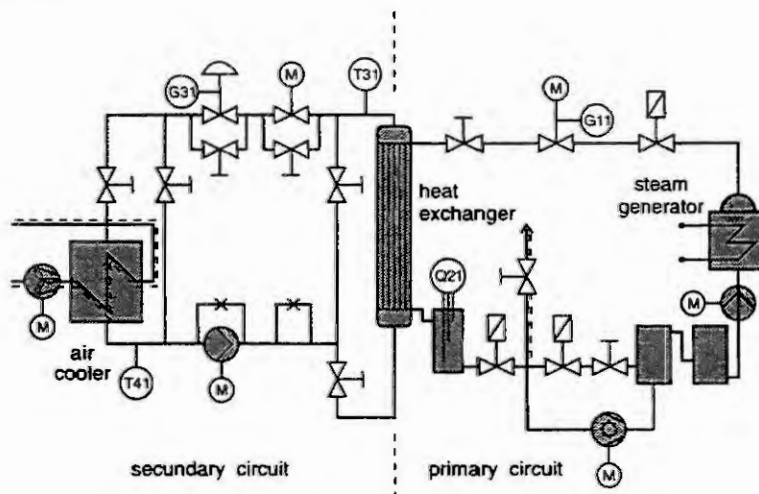 G31
M
T31
M
G11
heat
exchanger
steam
generator
Q21
M
M
air
cooler
T41
M
M
secundary circuit
primary circuit